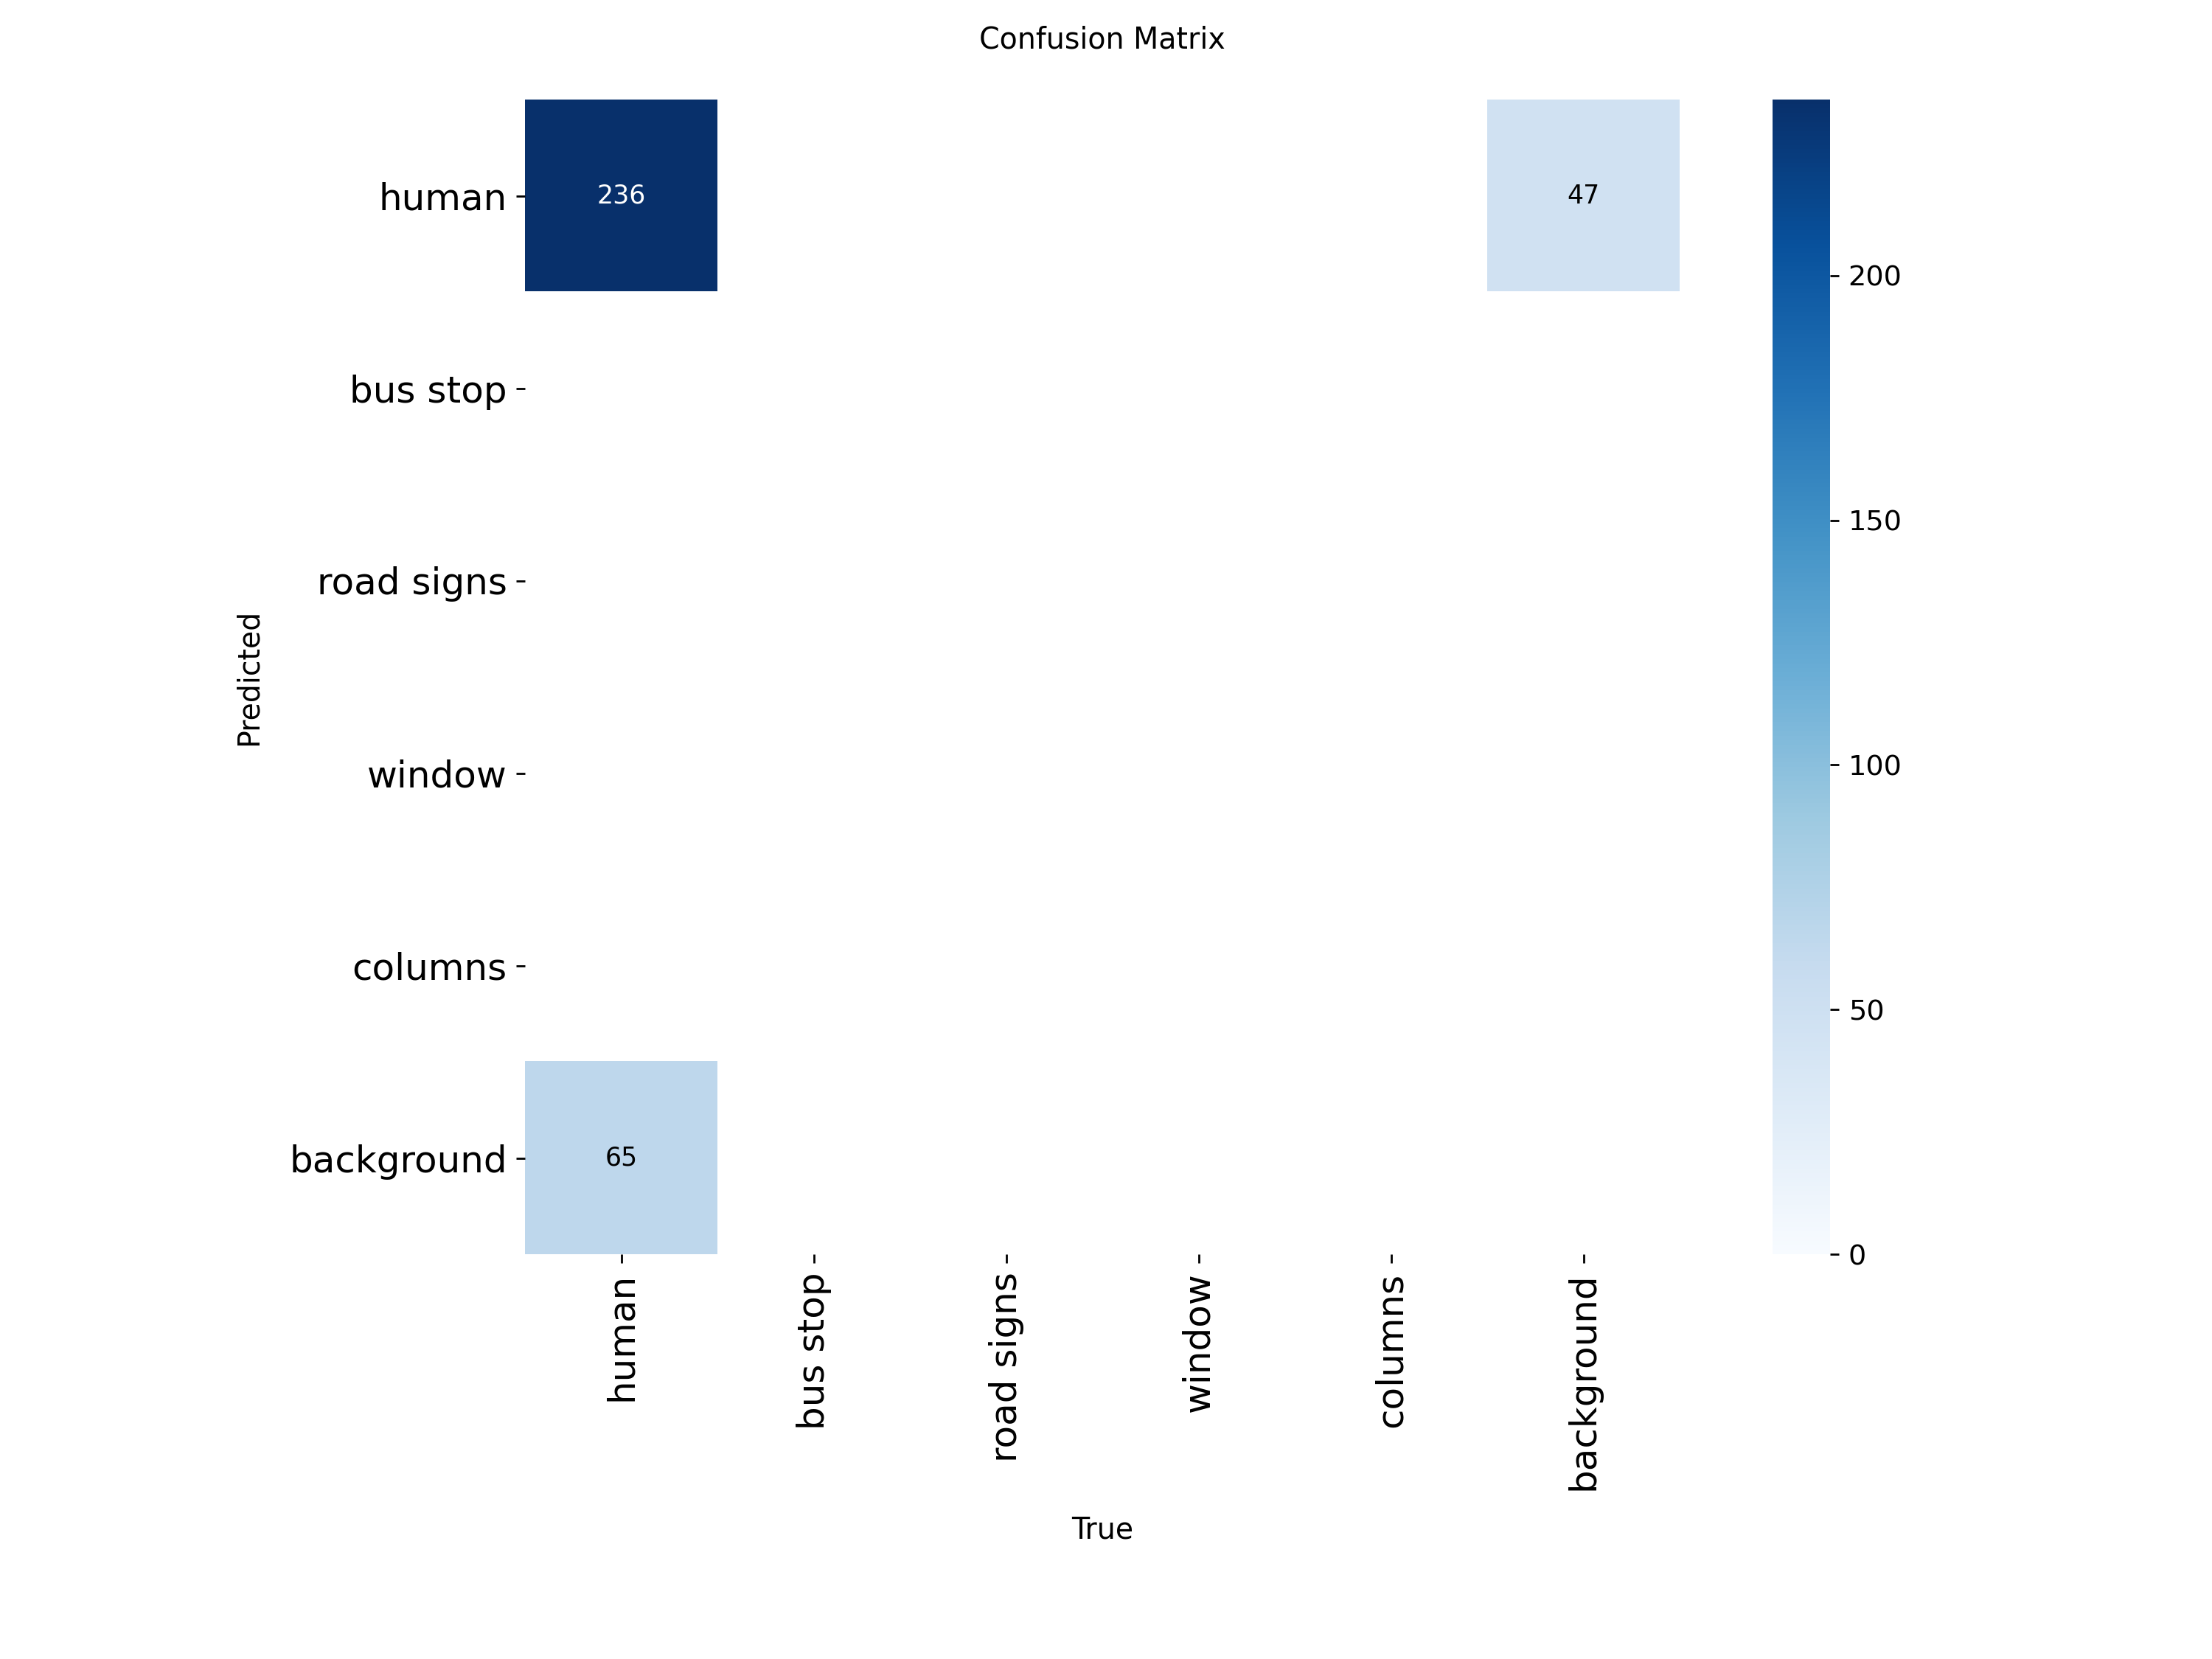 Confusion Matrix
human
236
47
200
bus stop
150
road signs
Predicted
window
100
columns
50
background
65
0
human
bus stop
road signs
window
columns
background
True